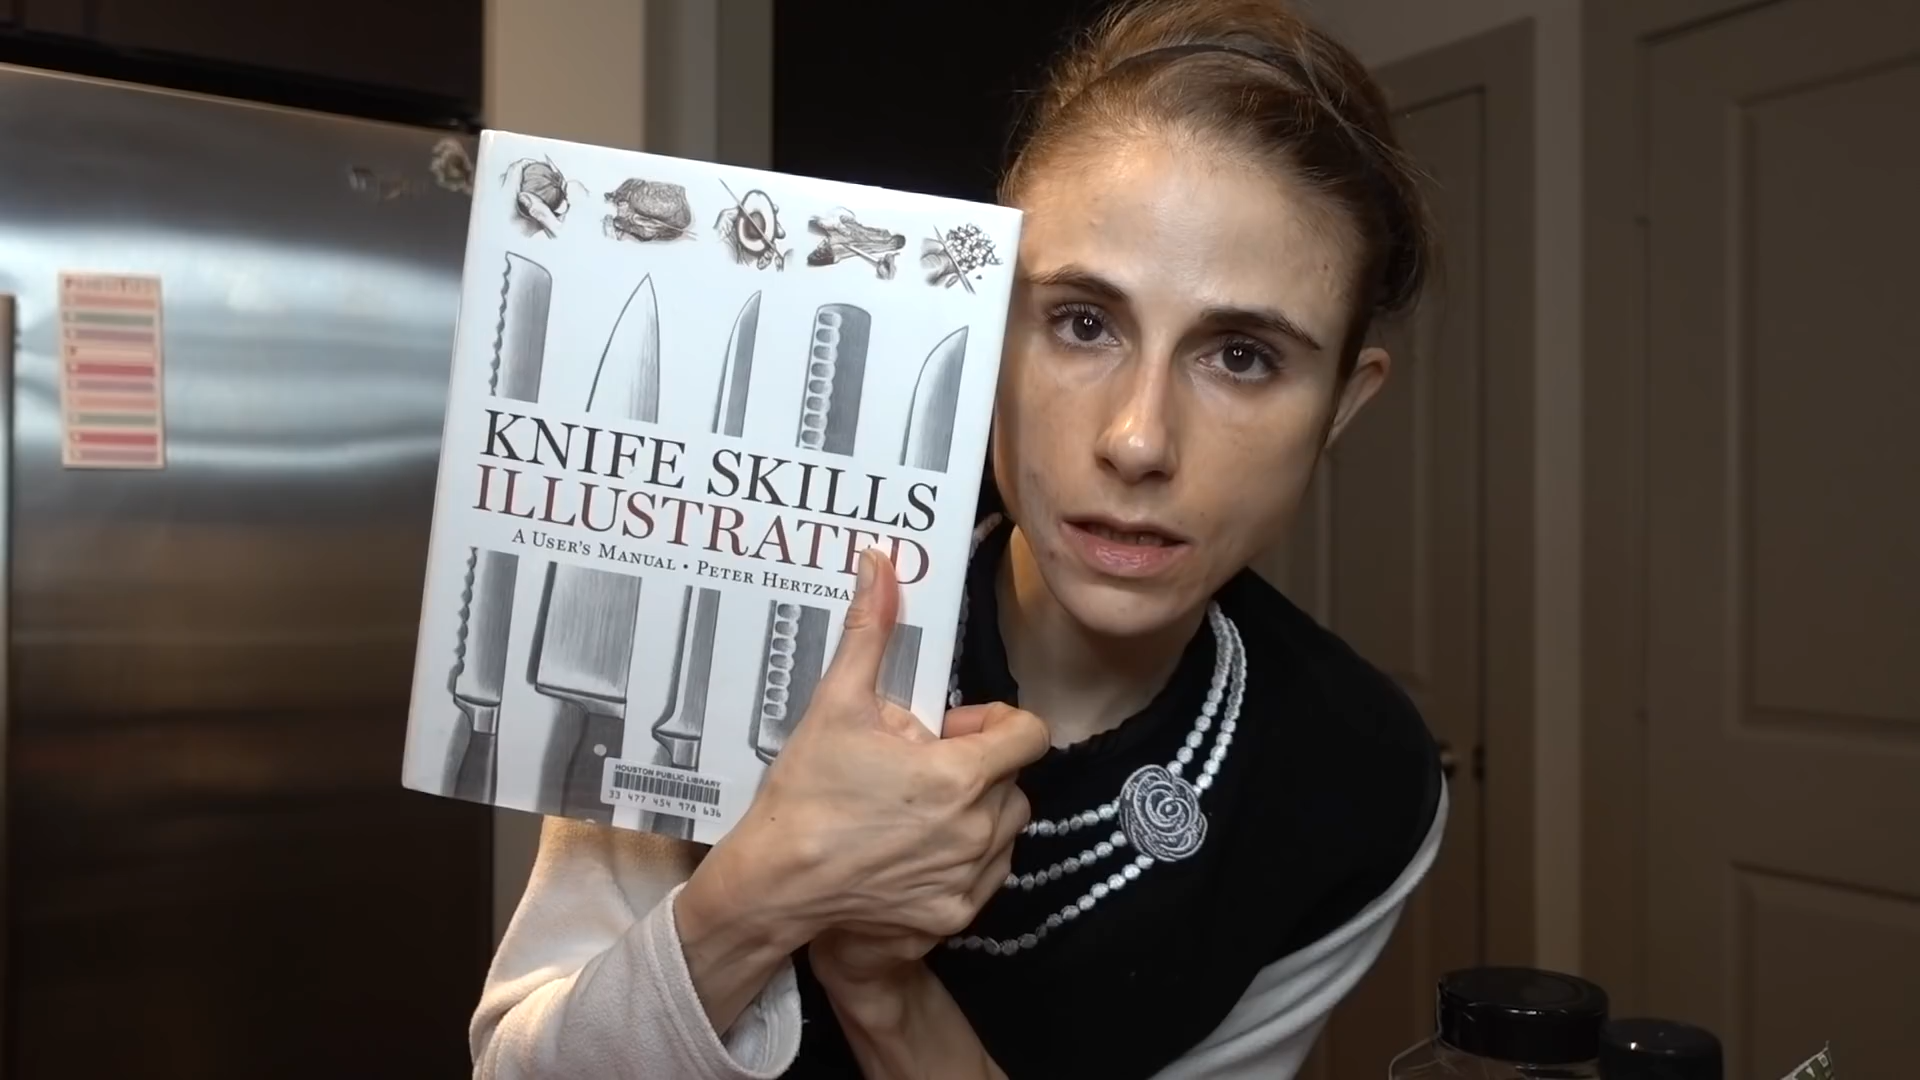 KNIFE SKILLS
ILLUSTRATED
A USER'S MANUAL • PETER HERTZMA
HOUSTON PUBLIC LIBRARY
33 477 454 978 636